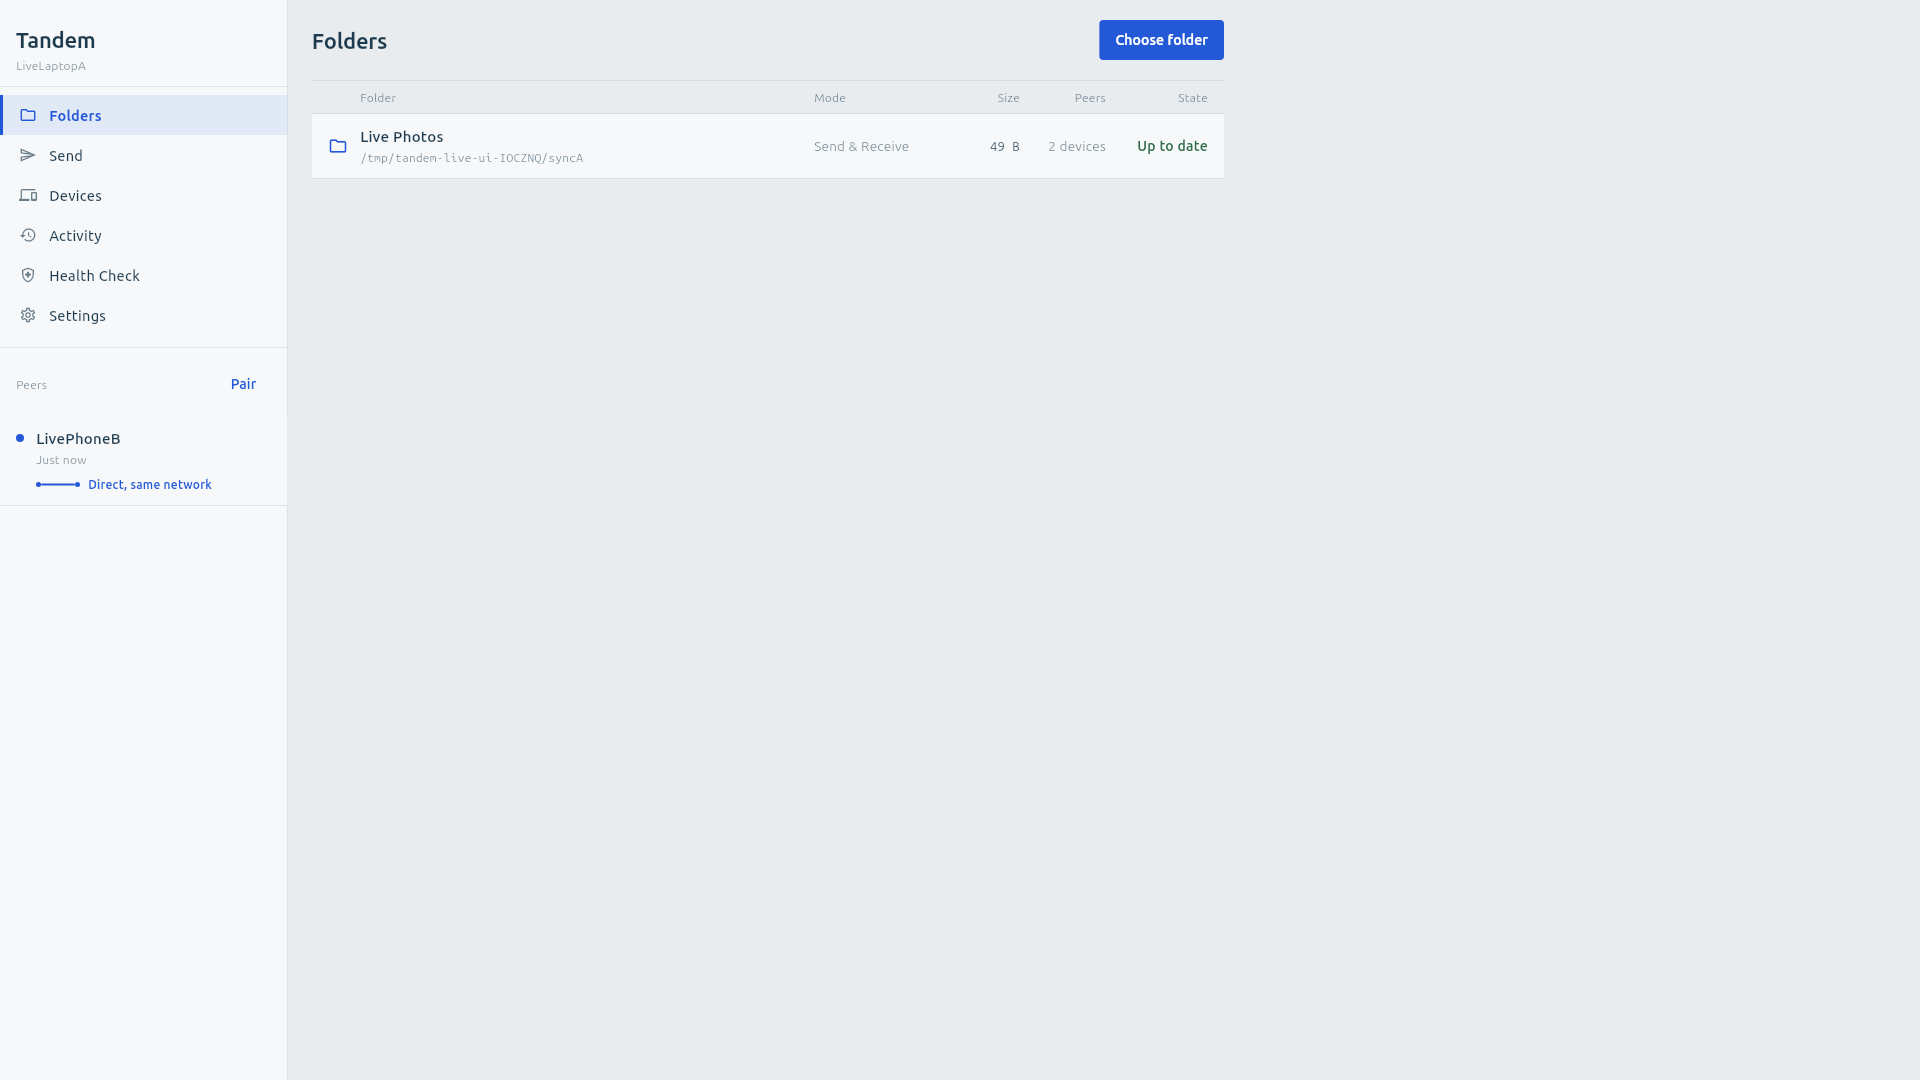 Tandem
LiveLaptopA
Folders
Send
Devices
Activity
Health Check
Settings
Peers Pair
LivePhoneB
Just now
Direct, same network
Folders Choose folder
Folder Mode Size Peers State
Live Photos
/tmp/tandem-live-ui-IOCZNQ/syncA
Send & Receive 49 B 2 devices Up to date